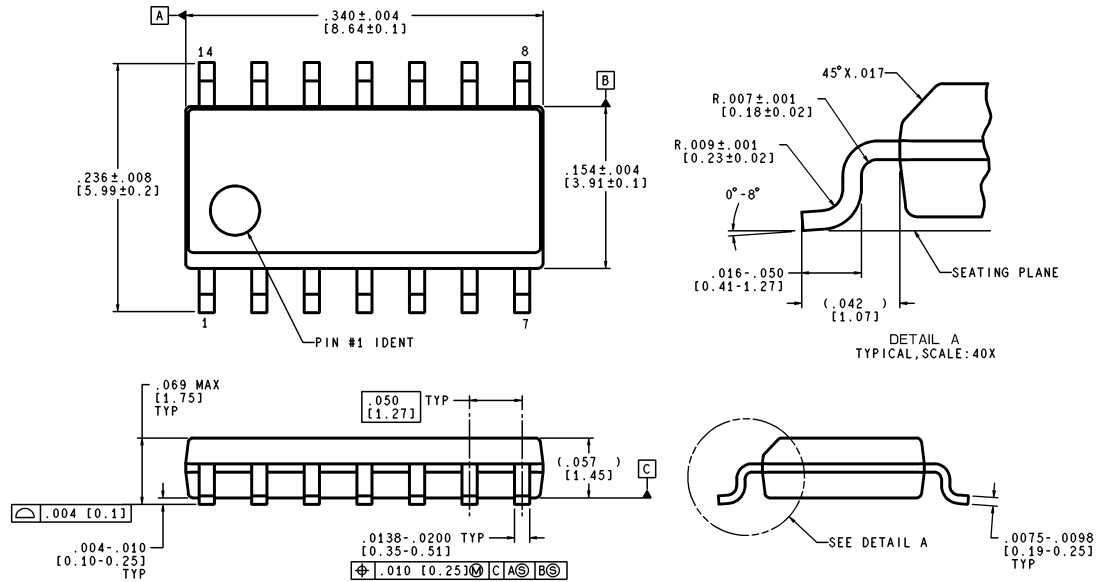 A
.340±.004
[8.64±0.1]
14
8
B
45°X.017
R.007±.001
[0.18±0.02]
R.009±.001
[0.23±0.02]
.236±.008
[5.99±0.2]
.154±.004
[3.91±0.1]
0°-8°
.016-.050
[0.41-1.27]
SEATING PLANE
(.042 )
[1.07]
1
7
PIN #1 IDENT
DETAIL A
TYPICAL,SCALE:40X
.069 MAX
[1.75]
TYP
.050
[1.27]
TYP
(.057 )
[1.45]
C
⌓ .004 [0.1]
.004-.010
[0.10-0.25]
TYP
.0138-.0200 TYP
[0.35-0.51]
⌖ .010 [0.25]Ⓜ C AⓈ BⓈ
SEE DETAIL A
.0075-.0098
[0.19-0.25]
TYP